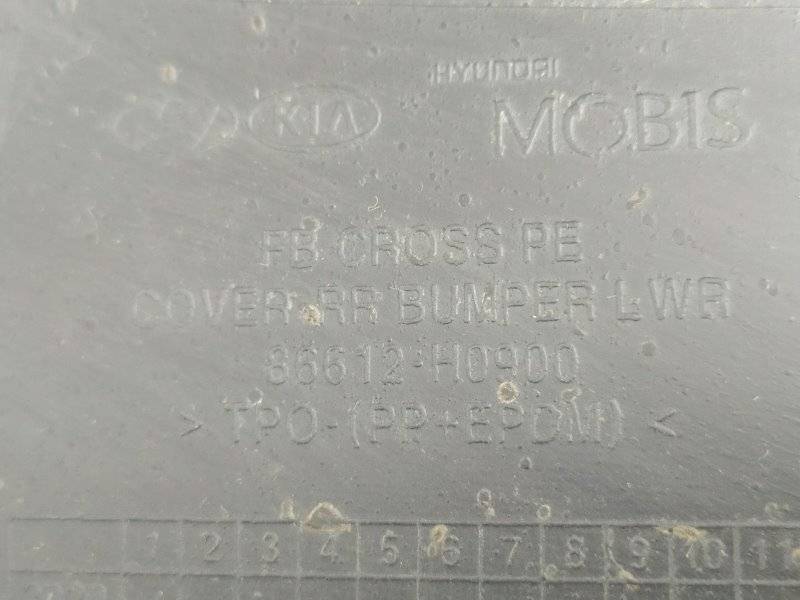 HYUNDAI
KIA MOBIS
FB CROSS PE
COVER-RR BUMPER LWR
86612-H0900
> TPO-(PP+EPDM) <
1 2 3 4 5 6 7 8 9 10 11